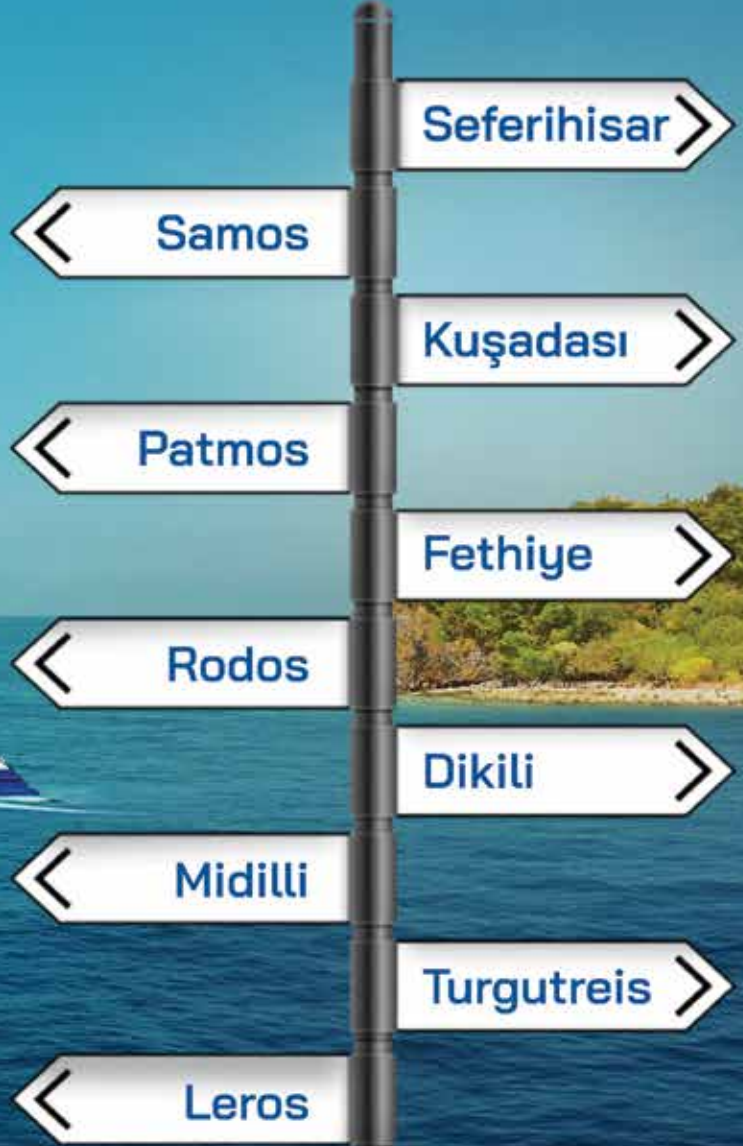 Seferihisar
Samos
Kuşadası
Patmos
Fethiye
Rodos
Dikili
Midilli
Turgutreis
Leros